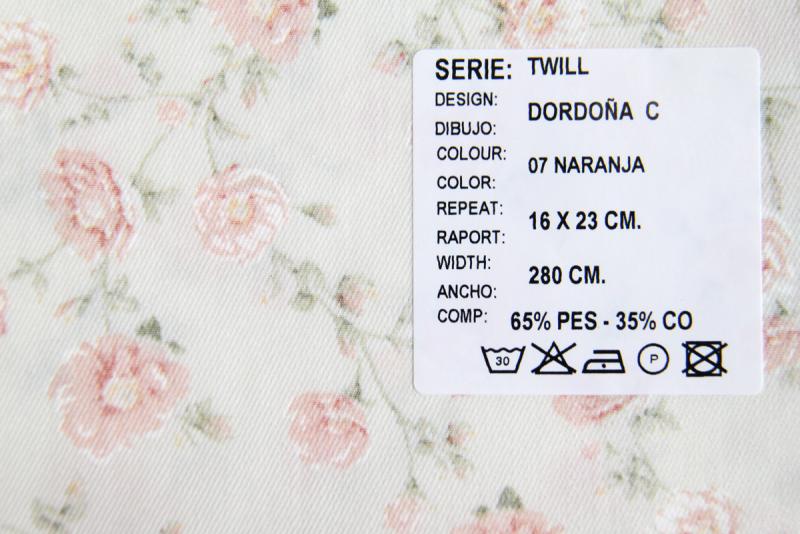 SERIE: TWILL
DESIGN:
DIBUJO: DORDOÑA C
COLOUR:
COLOR: 07 NARANJA
REPEAT:
RAPORT: 16 X 23 CM.
WIDTH:
ANCHO: 280 CM.
COMP: 65% PES - 35% CO
30 P